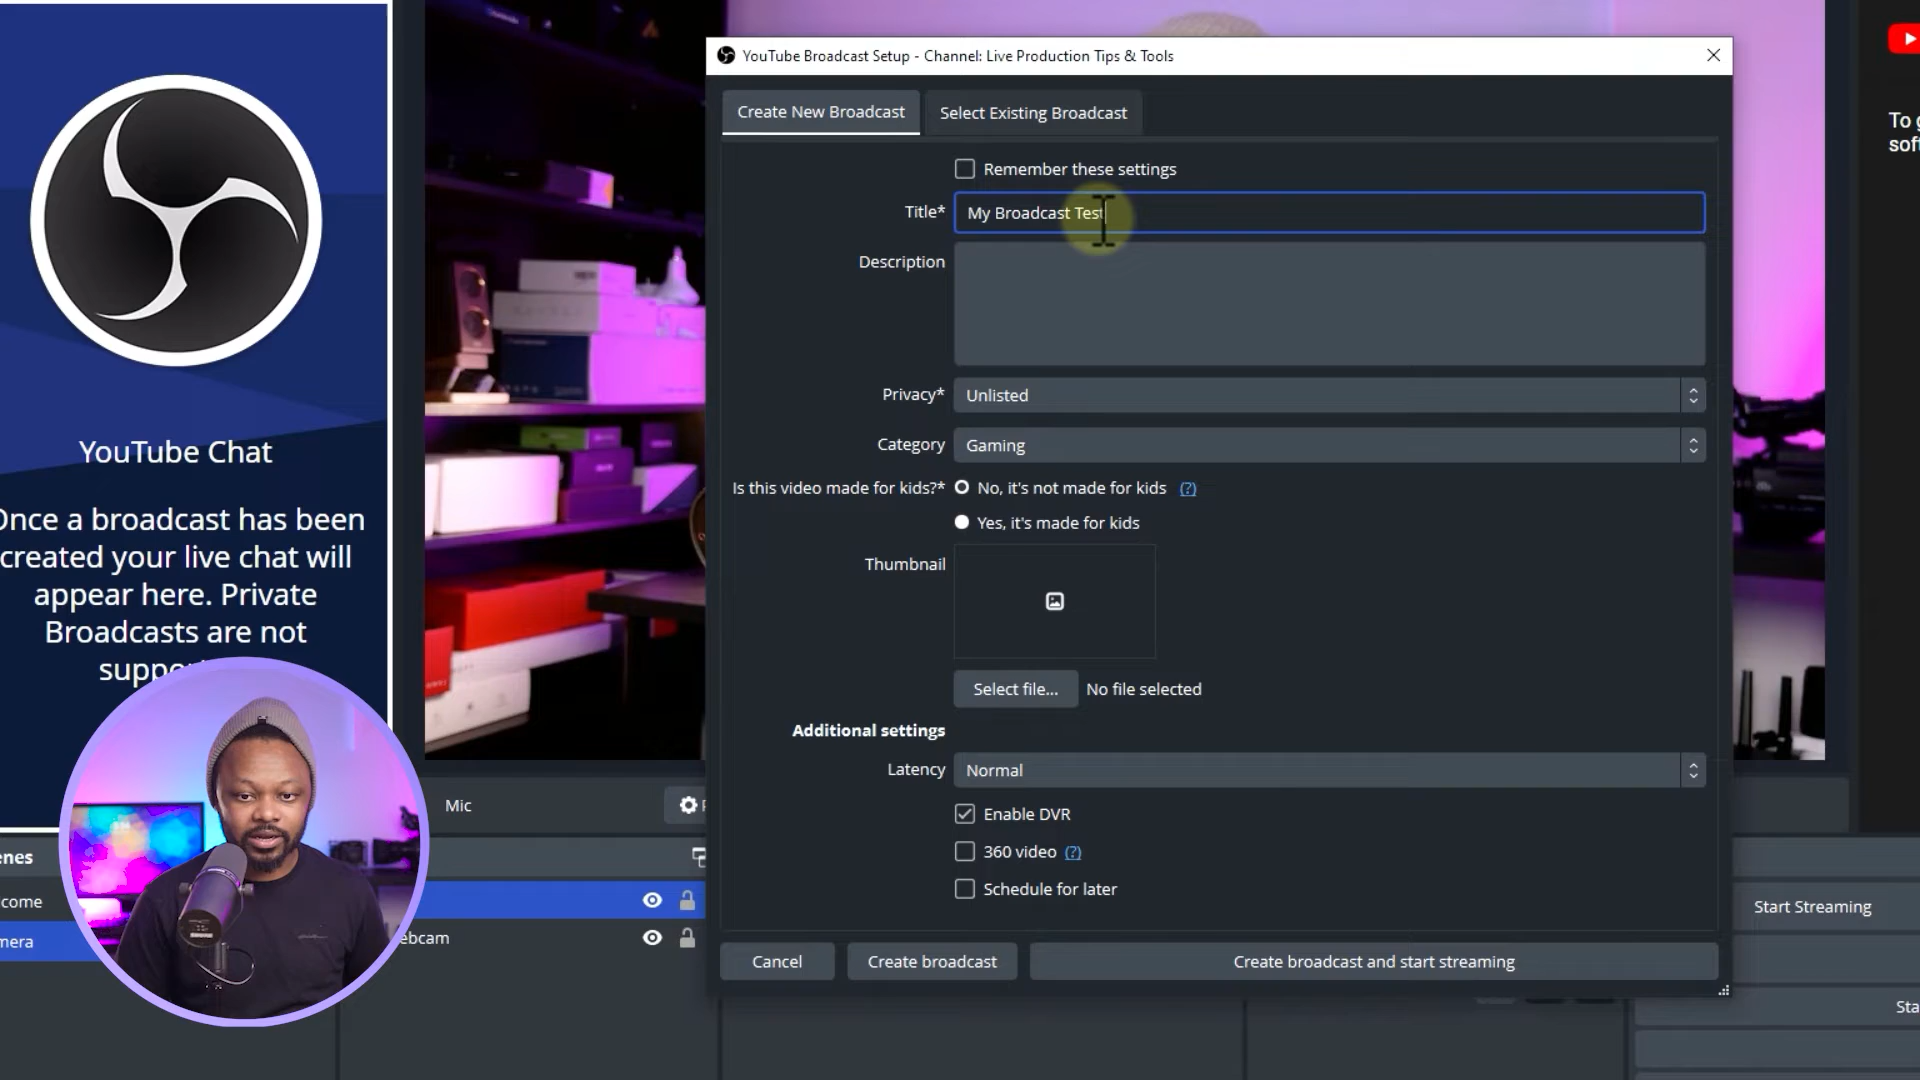 YouTube Broadcast Setup - Channel: Live Production Tips & Tools
Create New Broadcast
Select Existing Broadcast
Remember these settings
Title*
My Broadcast Test
Description
Privacy*
Unlisted
Category
Gaming
Is this video made for kids?*
No, it's not made for kids (?)
Yes, it's made for kids
Thumbnail
Select file...
No file selected
Additional settings
Latency
Normal
Enable DVR
360 video (?)
Schedule for later
Cancel
Create broadcast
Create broadcast and start streaming
YouTube Chat
Once a broadcast has been
created your live chat will
appear here. Private
Broadcasts are not
Mic
Start Streaming
To